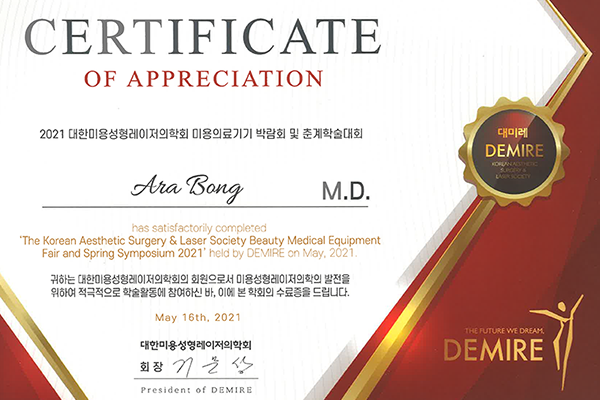 CERTIFICATE
OF APPRECIATION
2021 대한미용성형레이저의학회 미용의료기기 박람회 및 춘계학술대회
Ara Bong M.D.
has satisfactorily completed
'The Korean Aesthetic Surgery & Laser Society Beauty Medical Equipment
Fair and Spring Symposium 2021' held by DEMIRE on May, 2021.
귀하는 대한미용성형레이저의학회의 회원으로서 미용성형레이저의학의 발전을
위하여 적극적으로 학술활동에 참여하신 바, 이에 본 학회의 수료증을 드립니다.
May 16th, 2021
대한미용성형레이저의학회
회 장
President of DEMIRE
대미레
DEMIRE
KOREAN AESTHETIC
SURGERY &
LASER SOCIETY
THE FUTURE WE DREAM,
DEMIRE